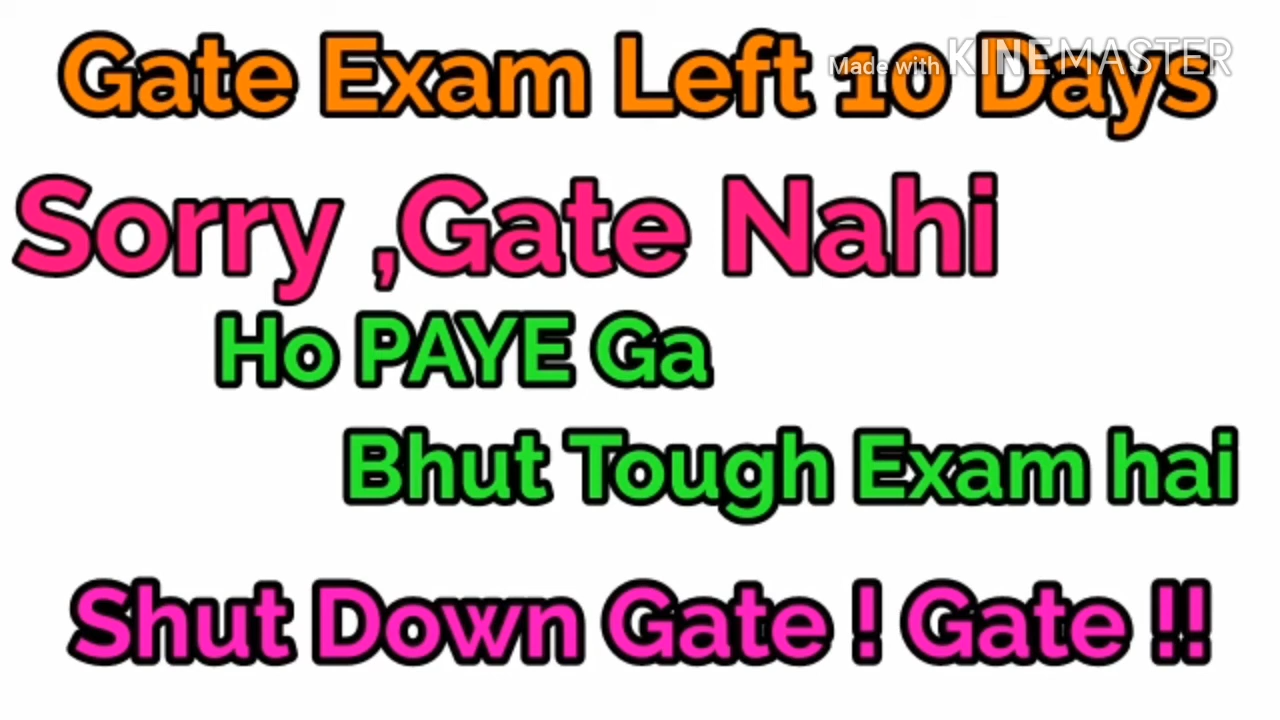 Gate Exam Left 10 Days
Made with KINEMASTER
Sorry ,Gate Nahi
Ho PAYE Ga
Bhut Tough Exam hai
Shut Down Gate ! Gate !!